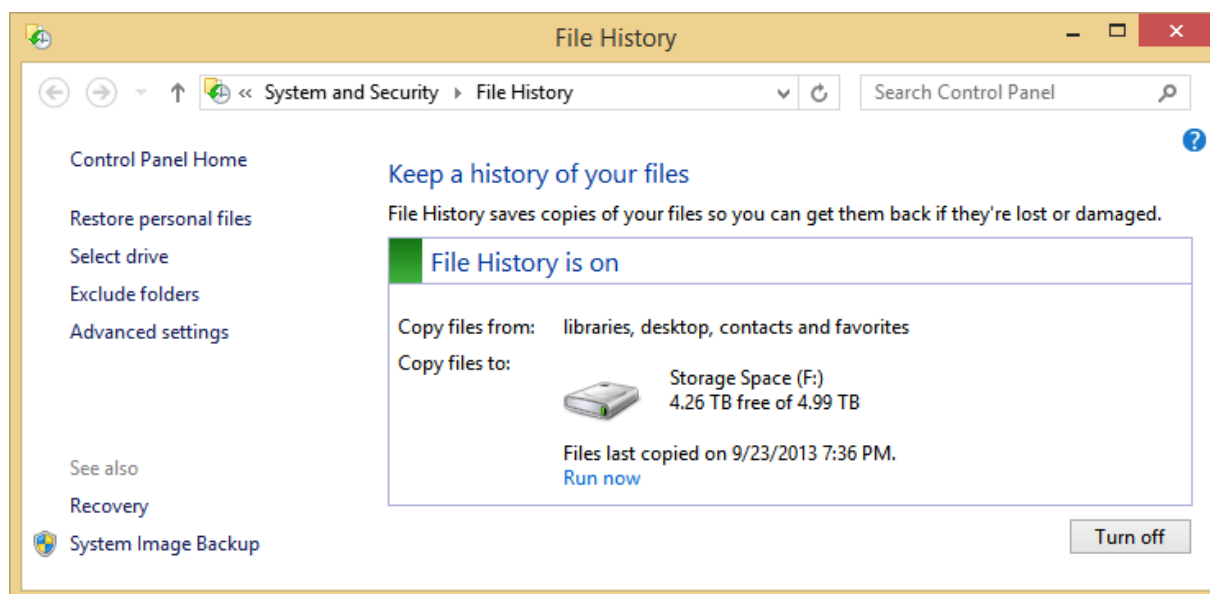 File History
« System and Security ▸ File History
Search Control Panel
Control Panel Home
Restore personal files
Select drive
Exclude folders
Advanced settings
See also
Recovery
System Image Backup
Keep a history of your files
File History saves copies of your files so you can get them back if they're lost or damaged.
File History is on
Copy files from: libraries, desktop, contacts and favorites
Copy files to:
Storage Space (F:)
4.26 TB free of 4.99 TB
Files last copied on 9/23/2013 7:36 PM.
Run now
Turn off